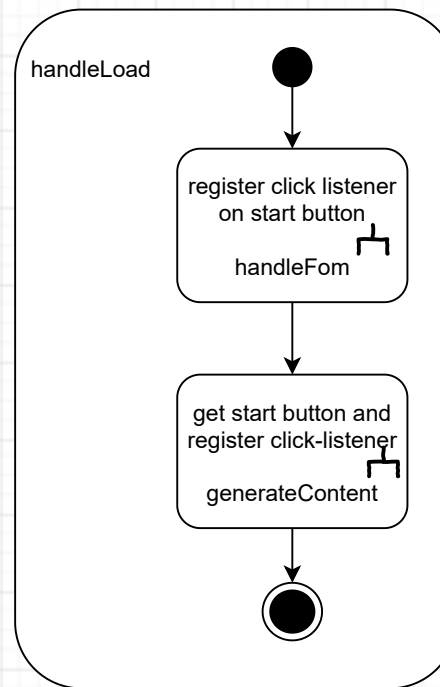 handleLoad
register click listener
on start button
handleFom
get start button and
register click-listener
generateContent